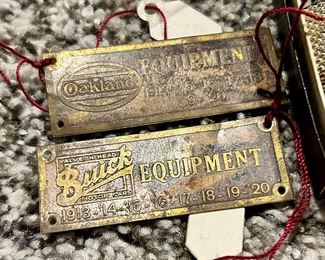 Oakland
EQUIPMENT
VALVE-IN-HEAD
Buick
MOTOR CARS
EQUIPMENT
1913-14-15-16-17-18-19-20